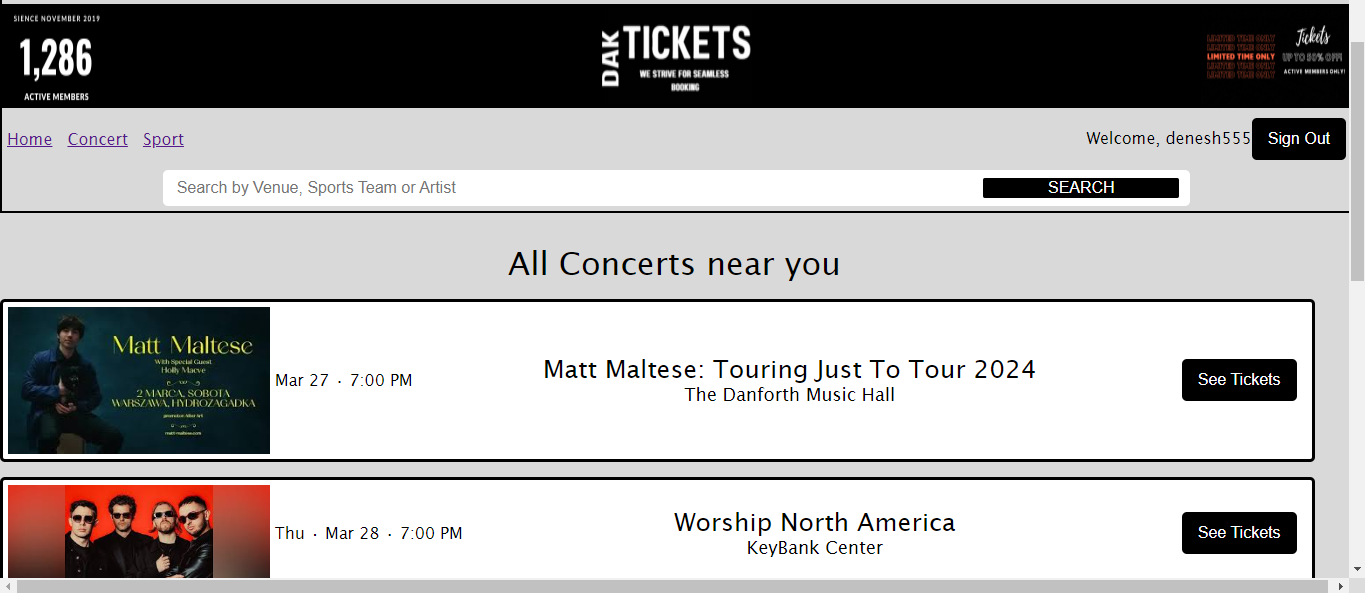 SIENCE NOVEMBER 2019
1,286
ACTIVE MEMBERS
DAK TICKETS
WE STRIVE FOR SEAMLESS
BOOKING
LIMITED TIME ONLY
LIMITED TIME ONLY
LIMITED TIME ONLY
LIMITED TIME ONLY
LIMITED TIME ONLY
Tickets
UP TO 50% OFF!
ACTIVE MEMBERS ONLY!
Home Concert Sport
Welcome, denesh555 Sign Out
Search by Venue, Sports Team or Artist SEARCH
All Concerts near you
Matt Maltese
With Special Guest
Holly Macve
2 MARCA, SOBOTA
WARSZAWA, HYDROZAGADKA
matt-maltese.com
Mar 27 · 7:00 PM
Matt Maltese: Touring Just To Tour 2024
The Danforth Music Hall
See Tickets
Thu · Mar 28 · 7:00 PM
Worship North America
KeyBank Center
See Tickets